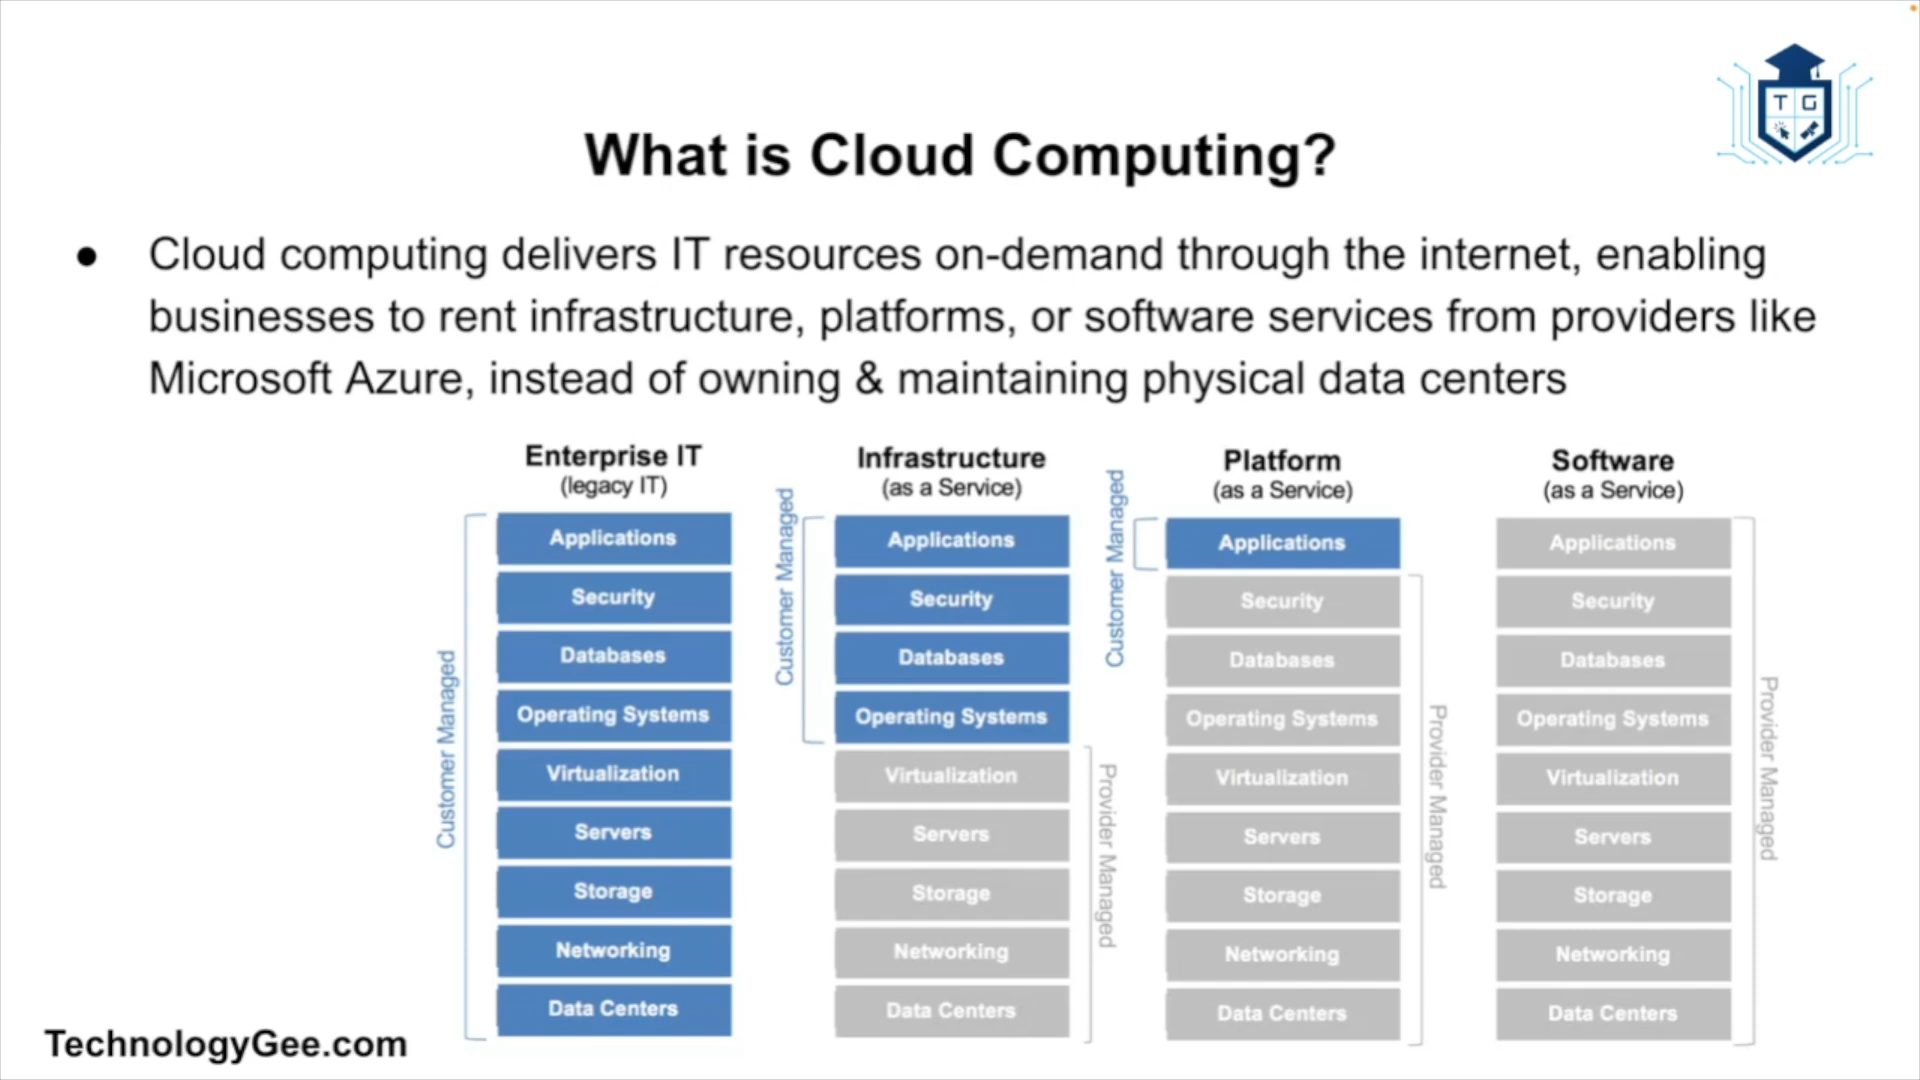 T G
What is Cloud Computing?
● Cloud computing delivers IT resources on-demand through the internet, enabling
businesses to rent infrastructure, platforms, or software services from providers like
Microsoft Azure, instead of owning & maintaining physical data centers
Enterprise IT
(legacy IT)
Customer Managed
Applications
Security
Databases
Operating Systems
Virtualization
Servers
Storage
Networking
Data Centers
Infrastructure
(as a Service)
Customer Managed
Applications
Security
Databases
Operating Systems
Virtualization
Servers
Storage
Networking
Data Centers
Provider Managed
Platform
(as a Service)
Customer Managed
Applications
Security
Databases
Operating Systems
Virtualization
Servers
Storage
Networking
Data Centers
Provider Managed
Software
(as a Service)
Applications
Security
Databases
Operating Systems
Virtualization
Servers
Storage
Networking
Data Centers
Provider Managed
TechnologyGee.com